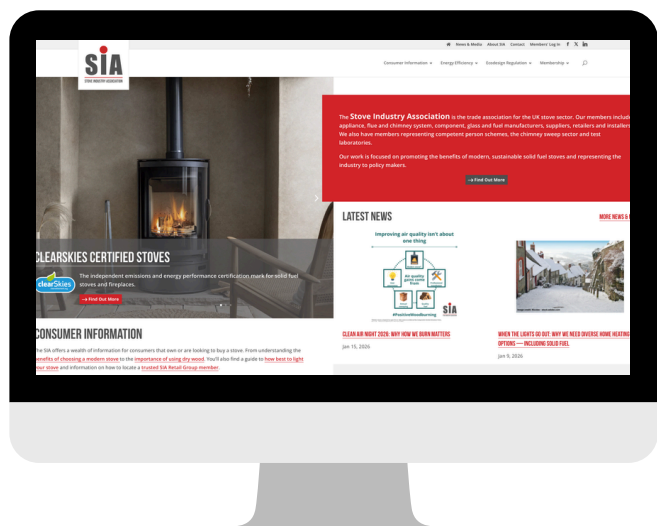 News & Media About SIA Contact Members' Log In
SiA
STOVE INDUSTRY ASSOCIATION
Consumer Information Energy Efficiency Ecodesign Regulation Membership
The Stove Industry Association is the trade association for the UK stove sector. Our members include
appliance, flue and chimney system, component, glass and fuel manufacturers, suppliers, retailers and installers
We also have members representing competent person schemes, the chimney sweep sector and test
laboratories.
Our work is focused on promoting the benefits of modern, sustainable solid fuel stoves and representing the
industry to policy makers.
Find Out More
CLEARSKIES CERTIFIED STOVES
clearSkies
The independent emissions and energy performance certification mark for solid fuel
stoves and fireplaces.
Find Out More
CONSUMER INFORMATION
The SIA offers a wealth of information for consumers that own or are looking to buy a stove. From understanding the
benefits of choosing a modern stove to the importance of using dry wood. You'll also find a guide to how best to light
your stove and information on how to locate a trusted SIA Retail Group member.
LATEST NEWS
MORE NEWS &
Improving air quality isn't about
one thing
Air quality
gains come
from
#PositiveWoodBurning
SiA
CLEAN AIR NIGHT 2026: WHY HOW WE BURN MATTERS
Jan 15, 2026
WHEN THE LIGHTS GO OUT: WHY WE NEED DIVERSE HOME HEATING
OPTIONS — INCLUDING SOLID FUEL
Jan 9, 2026